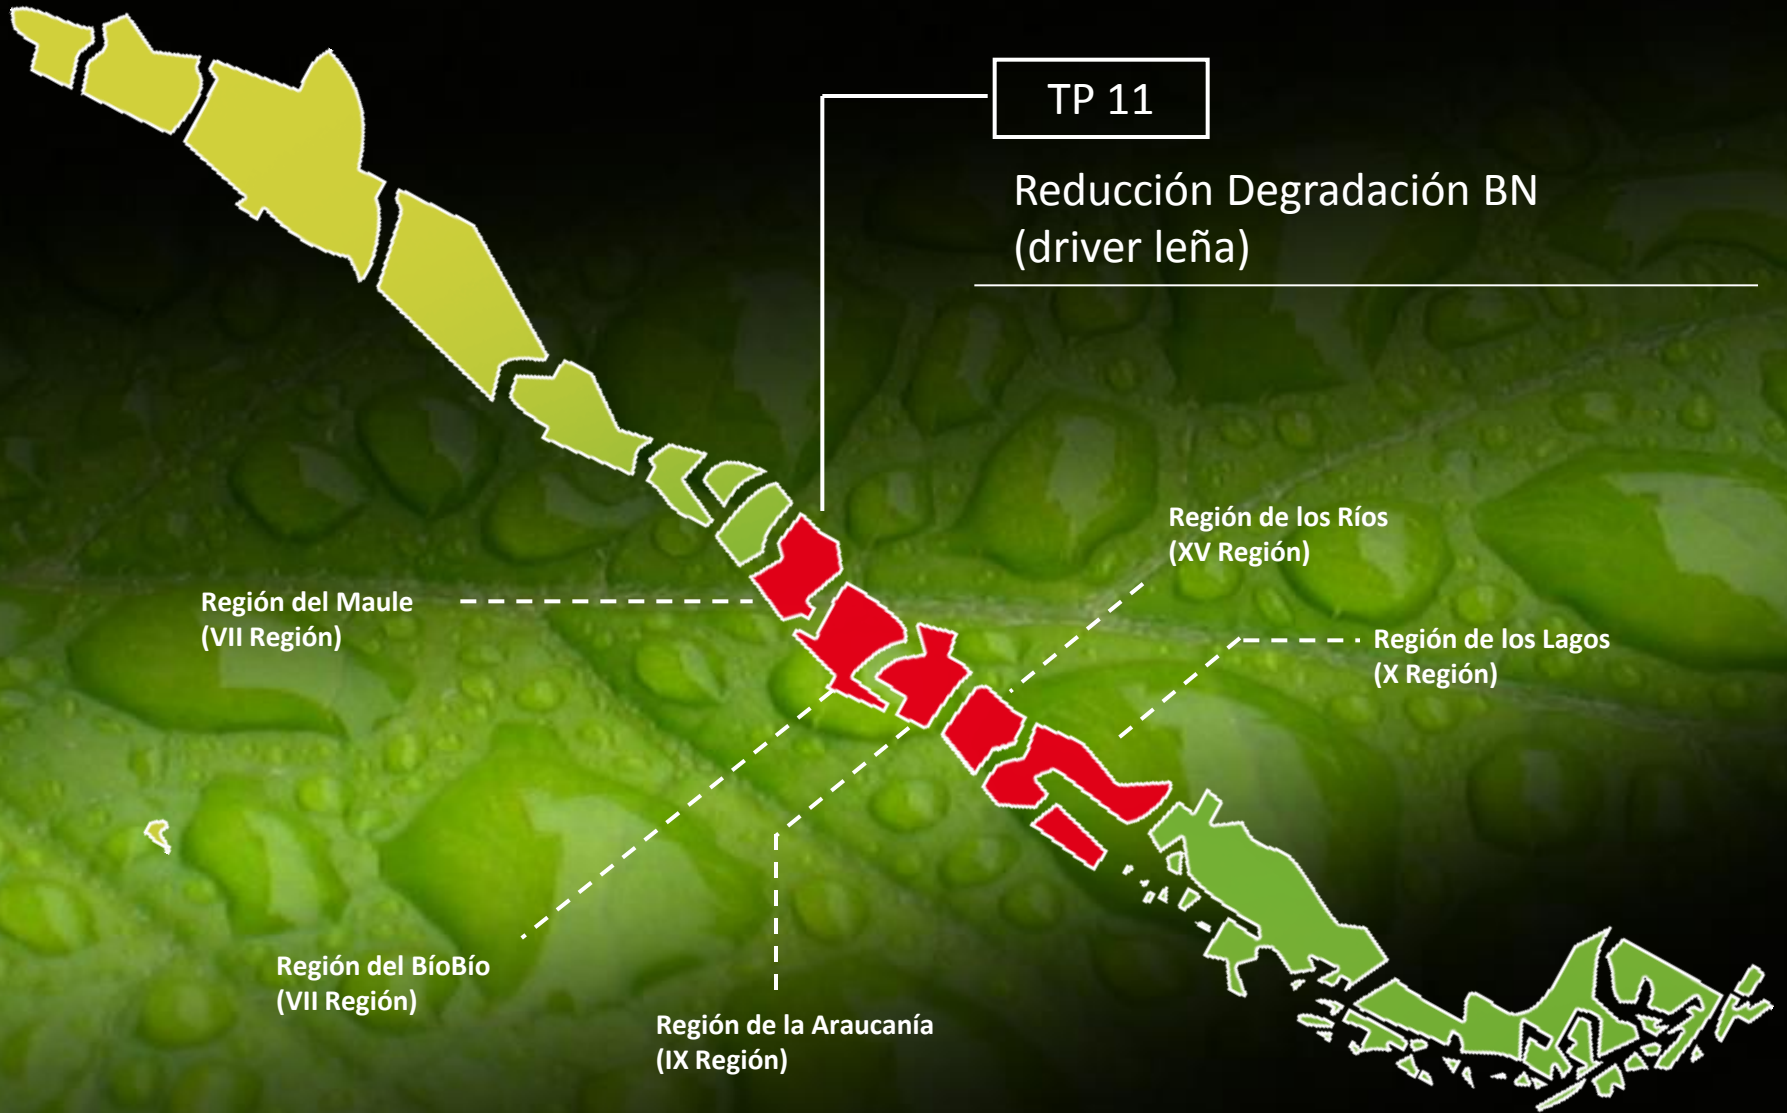 TP 11
Reducción Degradación BN
(driver leña)
Región de los Ríos
(XV Región)
Región del Maule
(VII Región)
Región de los Lagos
(X Región)
Región del BíoBío
(VII Región)
Región de la Araucanía
(IX Región)